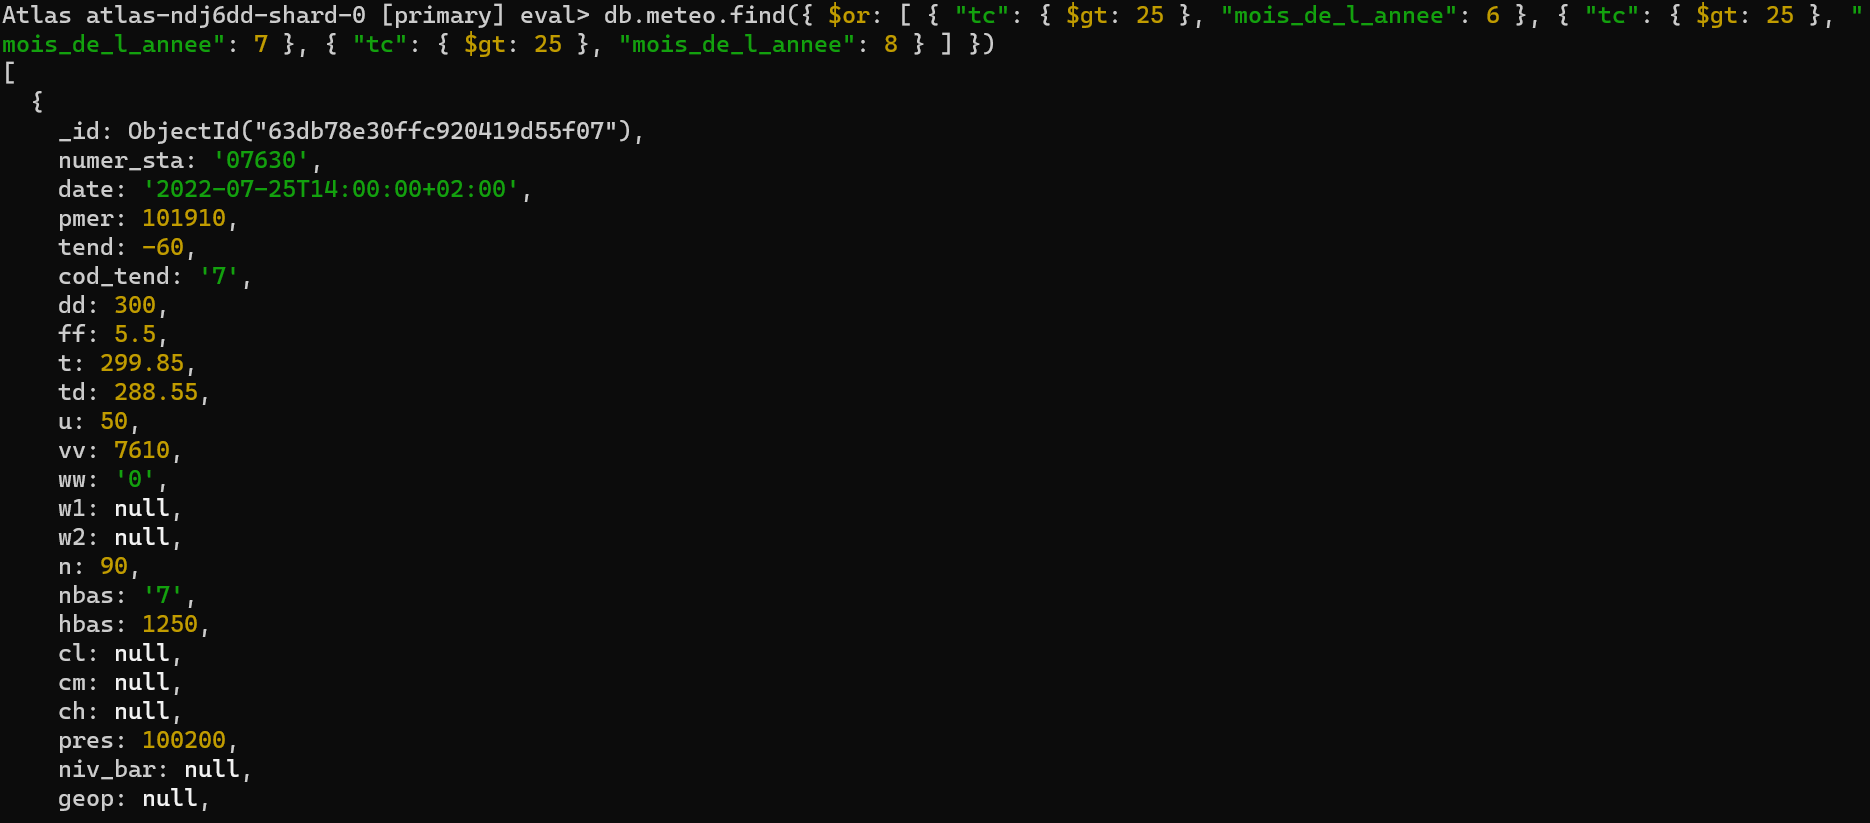 Atlas atlas-ndj6dd-shard-0 [primary] eval> db.meteo.find({ $or: [ { "tc": { $gt: 25 }, "mois_de_l_annee": 6 }, { "tc": { $gt: 25 }, "
mois_de_l_annee": 7 }, { "tc": { $gt: 25 }, "mois_de_l_annee": 8 } ] })
[
  {
    _id: ObjectId("63db78e30ffc920419d55f07"),
    numer_sta: '07630',
    date: '2022-07-25T14:00:00+02:00',
    pmer: 101910,
    tend: -60,
    cod_tend: '7',
    dd: 300,
    ff: 5.5,
    t: 299.85,
    td: 288.55,
    u: 50,
    vv: 7610,
    ww: '0',
    w1: null,
    w2: null,
    n: 90,
    nbas: '7',
    hbas: 1250,
    cl: null,
    cm: null,
    ch: null,
    pres: 100200,
    niv_bar: null,
    geop: null,